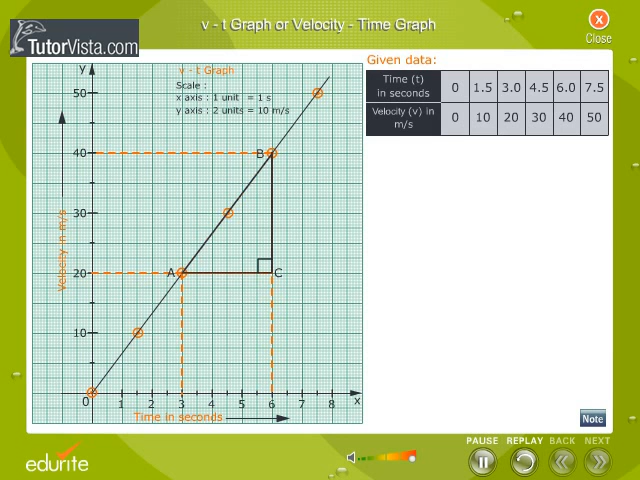 v - t Graph or Velocity - Time Graph
x
Close
TutorVista.com
Given data:
Time (t) in seconds 0 1.5 3.0 4.5 6.0 7.5
Velocity (v) in m/s 0 10 20 30 40 50
y
v - t Graph
Scale :
x axis : 1 unit = 1 s
y axis : 2 units = 10 m/s
50
40
30
20
10
B
A
C
Velocity in m/s
0 1 2 3 4 5 6 7 8 x
Time in seconds
Note
PAUSE REPLAY BACK NEXT
edurite